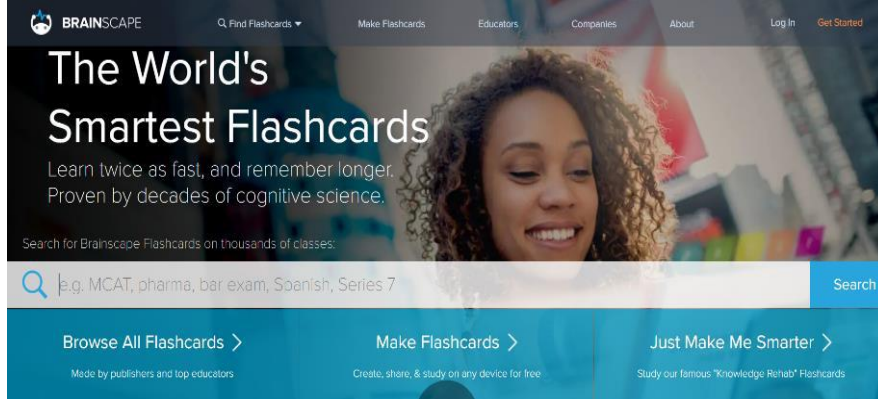 BRAINSCAPE
Find Flashcards
Make Flashcards
Educators
Companies
About
Log In
Get Started
The World's
Smartest Flashcards
Learn twice as fast, and remember longer.
Proven by decades of cognitive science.
Search for Brainscape Flashcards on thousands of classes:
e.g. MCAT, pharma, bar exam, Spanish, Series 7
Search
Browse All Flashcards
Make Flashcards
Just Make Me Smarter
Made by publishers and top educators
Create, share, & study on any device for free
Study our famous "Knowledge Rehab" Flashcards